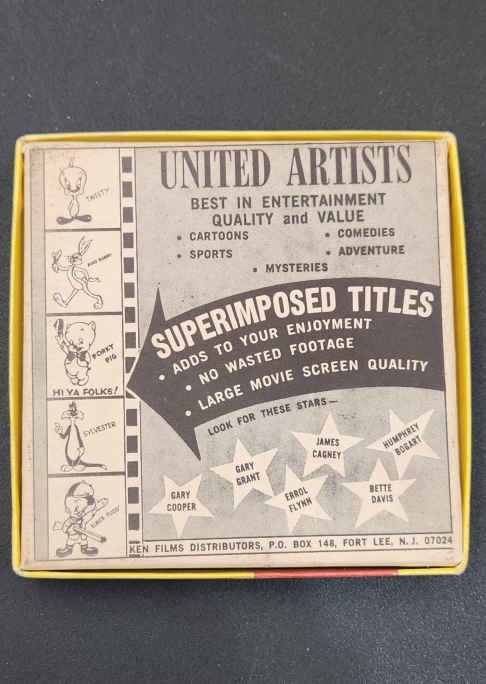 UNITED ARTISTS
BEST IN ENTERTAINMENT
QUALITY and VALUE
• CARTOONS
• COMEDIES
• SPORTS
• ADVENTURE
• MYSTERIES
SUPERIMPOSED TITLES
• ADDS TO YOUR ENJOYMENT
• NO WASTED FOOTAGE
• LARGE MOVIE SCREEN QUALITY
LOOK FOR THESE STARS—
GARY
COOPER
GARY
GRANT
JAMES
CAGNEY
HUMPHREY
BOGART
ERROL
FLYNN
BETTE
DAVIS
TWEETY
BUGS BUNNY
PORKY
PIG
HI YA FOLKS!
SYLVESTER
ELMER FUDD
KEN FILMS DISTRIBUTORS, P.O. BOX 148, FORT LEE, N.J. 07024